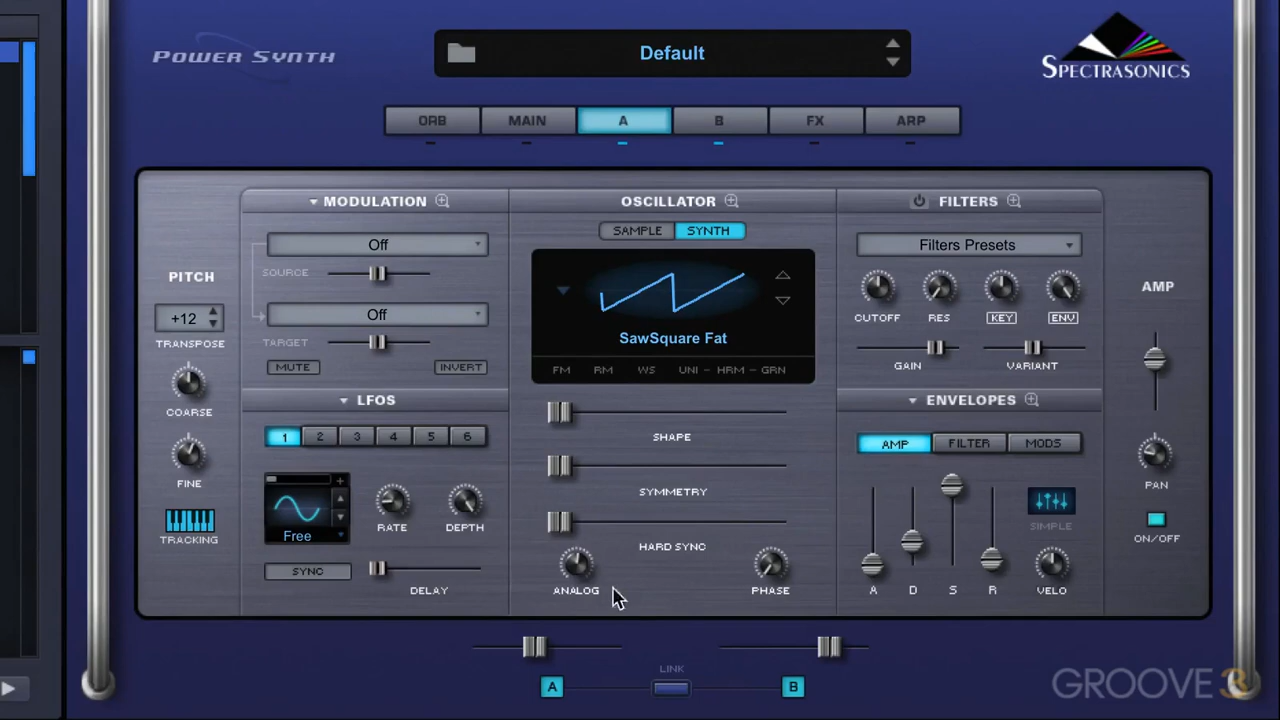 POWER SYNTH
Default
SPECTRASONICS
ORB
MAIN
A
B
FX
ARP
MODULATION
Off
SOURCE
Off
TARGET
MUTE
INVERT
PITCH
+12
TRANSPOSE
COARSE
FINE
TRACKING
LFOS
1 2 3 4 5 6
Free
RATE
DEPTH
SYNC
DELAY
OSCILLATOR
SAMPLE
SYNTH
SawSquare Fat
FM RM WS UNI - HRM - GRN
SHAPE
SYMMETRY
HARD SYNC
ANALOG
PHASE
FILTERS
Filters Presets
CUTOFF
RES
KEY
ENV
GAIN
VARIANT
ENVELOPES
AMP
FILTER
MODS
SIMPLE
A D S R VELO
AMP
PAN
ON/OFF
LINK
A
B
GROOVE3